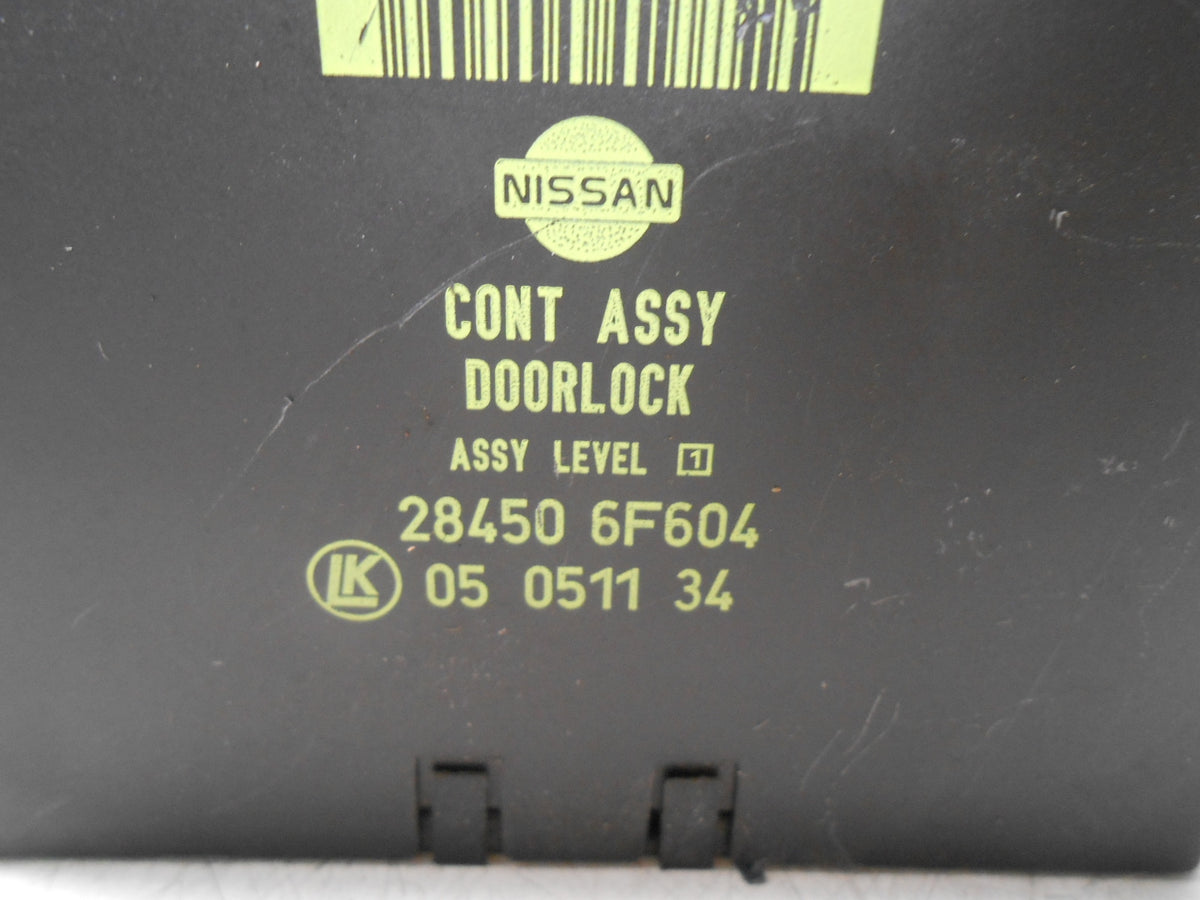 NISSAN
CONT ASSY
DOORLOCK
ASSY LEVEL 1
28450 6F604
LK 05 0511 34